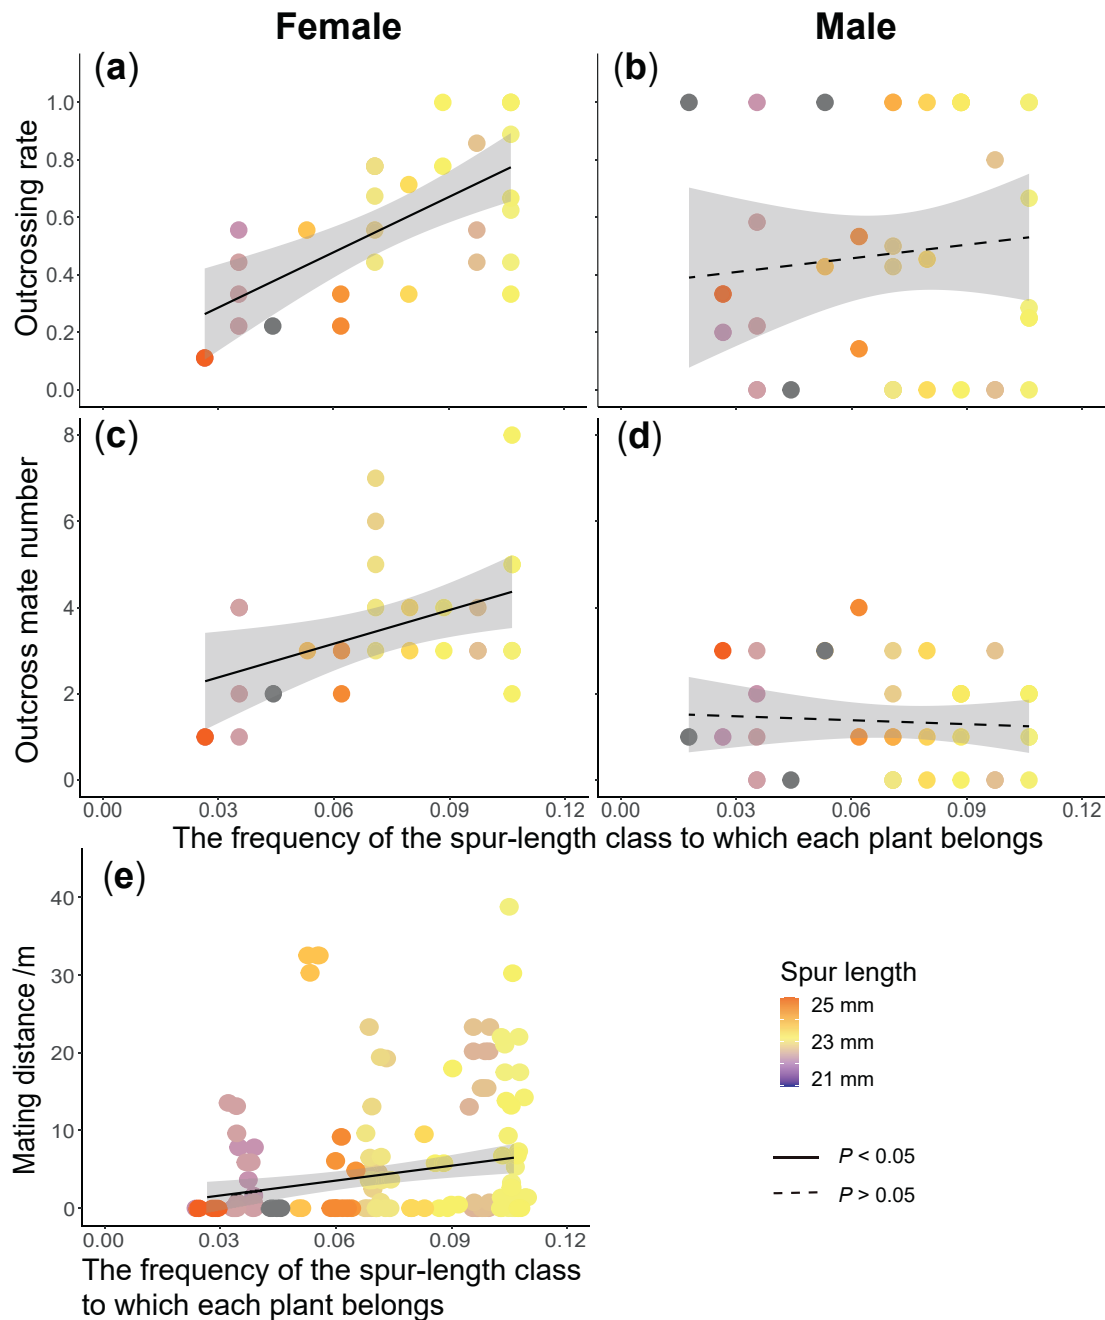 Female
Male
(a)
(b)
Outcrossing rate
1.0
0.8
0.6
0.4
0.2
0.0
(c)
(d)
Outcross mate number
8
6
4
2
0
0.00 0.03 0.06 0.09 0.12
0.00 0.03 0.06 0.09 0.12
The frequency of the spur-length class to which each plant belongs
(e)
Mating distance /m
40
30
20
10
0
0.00 0.03 0.06 0.09 0.12
The frequency of the spur-length class
to which each plant belongs
Spur length
25 mm
23 mm
21 mm
P < 0.05
P > 0.05